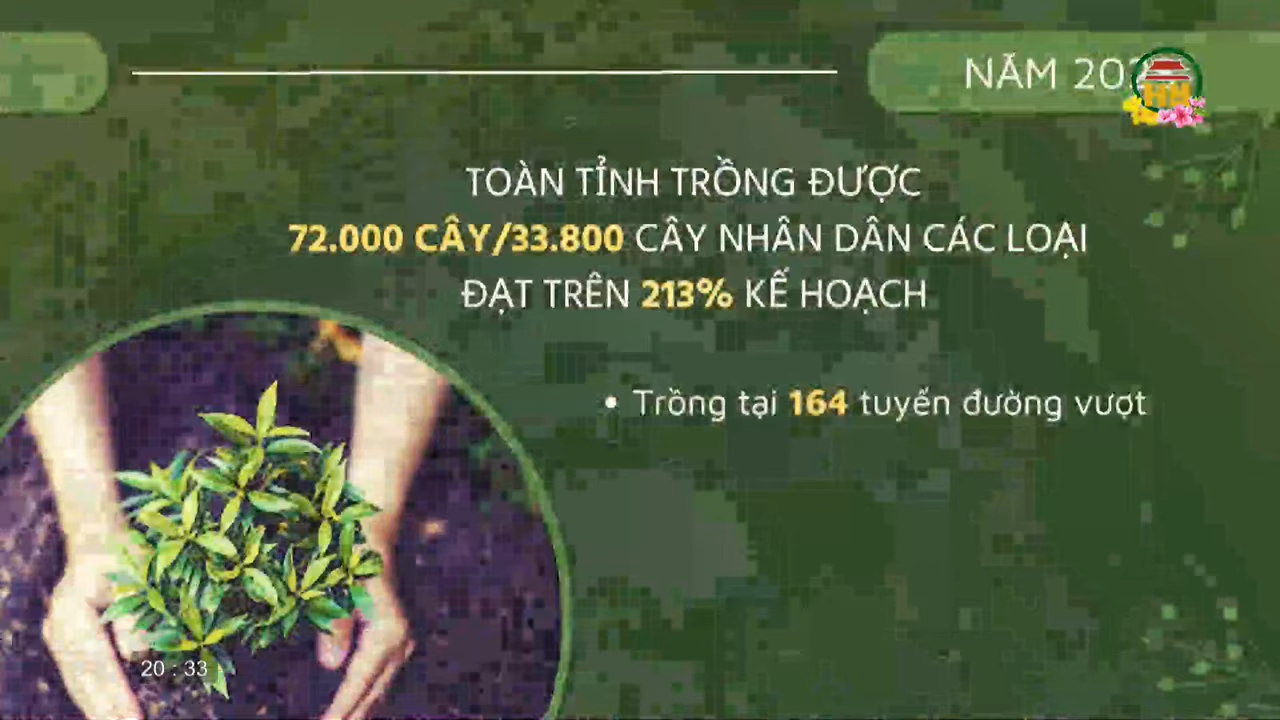 NĂM
TOÀN TỈNH TRỒNG ĐƯỢC
72.000 CÂY/33.800 CÂY NHÂN DÂN CÁC LOẠI
ĐẠT TRÊN 213% KẾ HOẠCH
• Trồng tại 164 tuyến đường vượt
HH
20 : 33